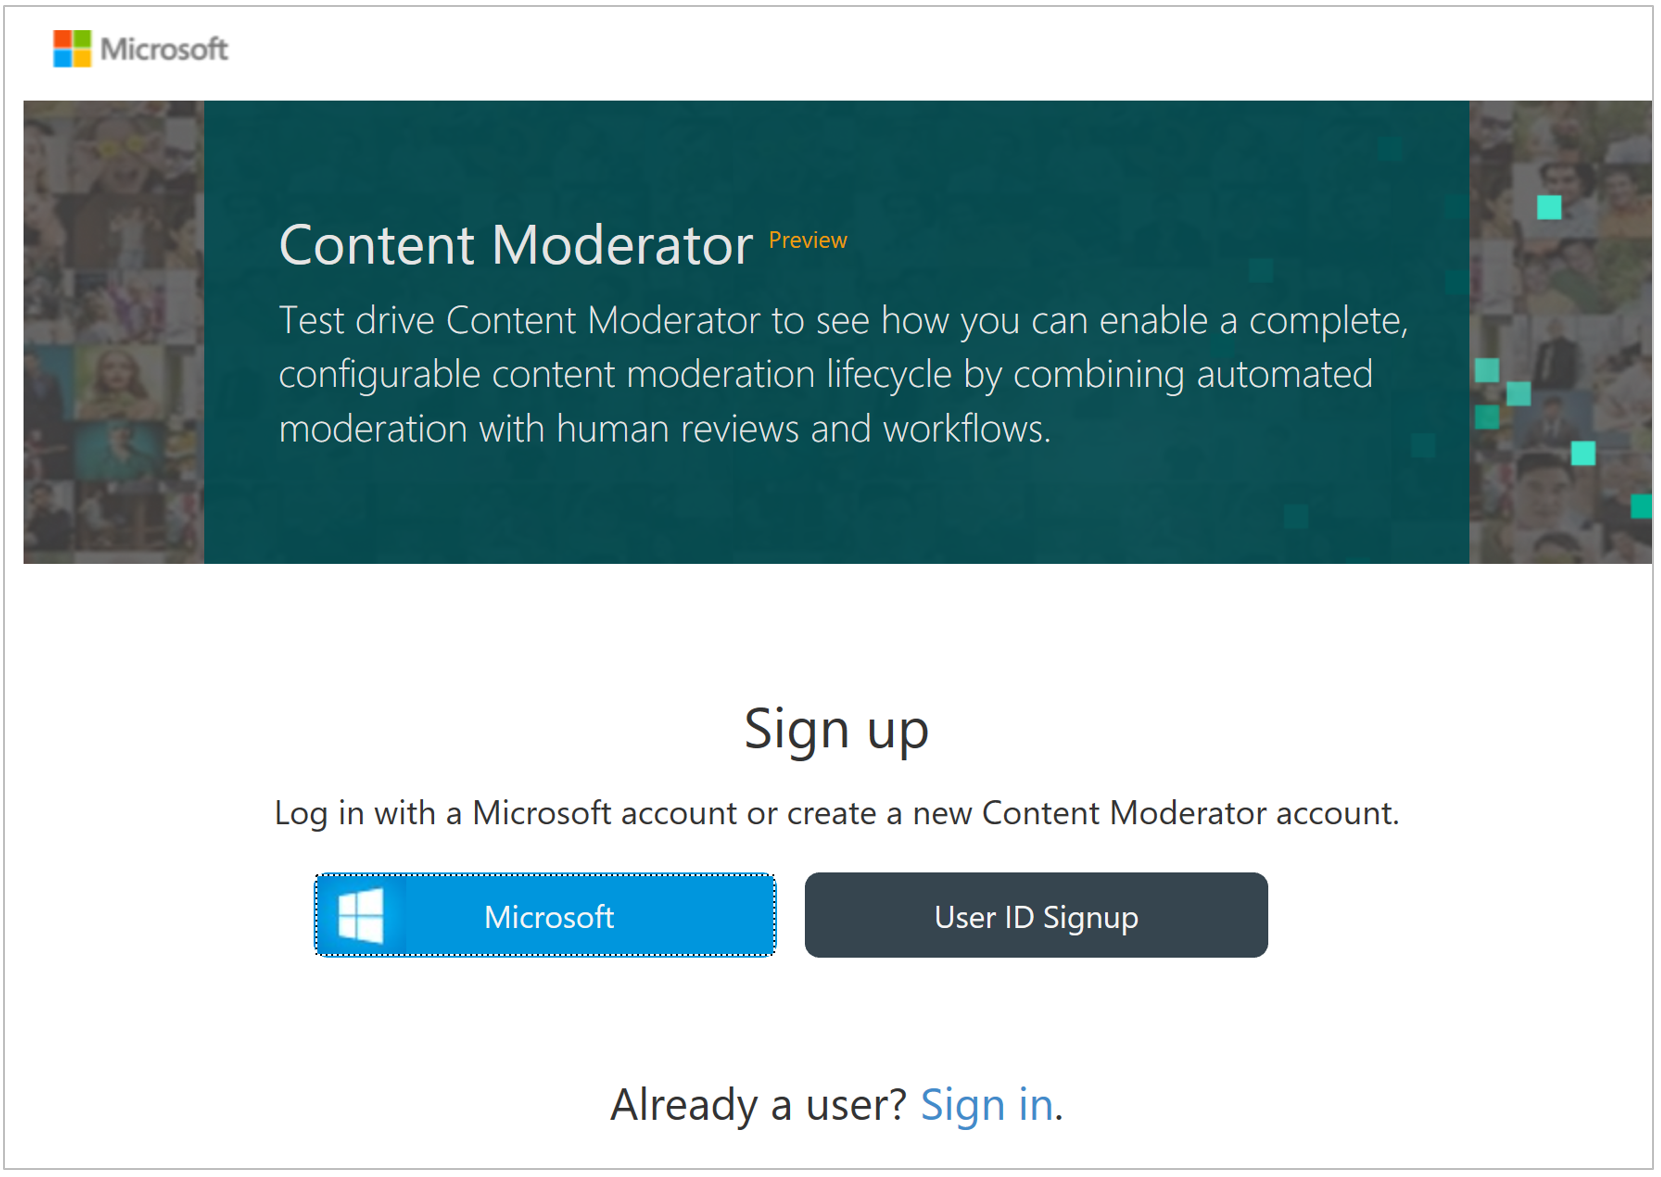 Microsoft
Content Moderator Preview
Test drive Content Moderator to see how you can enable a complete,
configurable content moderation lifecycle by combining automated
moderation with human reviews and workflows.
Sign up
Log in with a Microsoft account or create a new Content Moderator account.
Microsoft
User ID Signup
Already a user? Sign in.